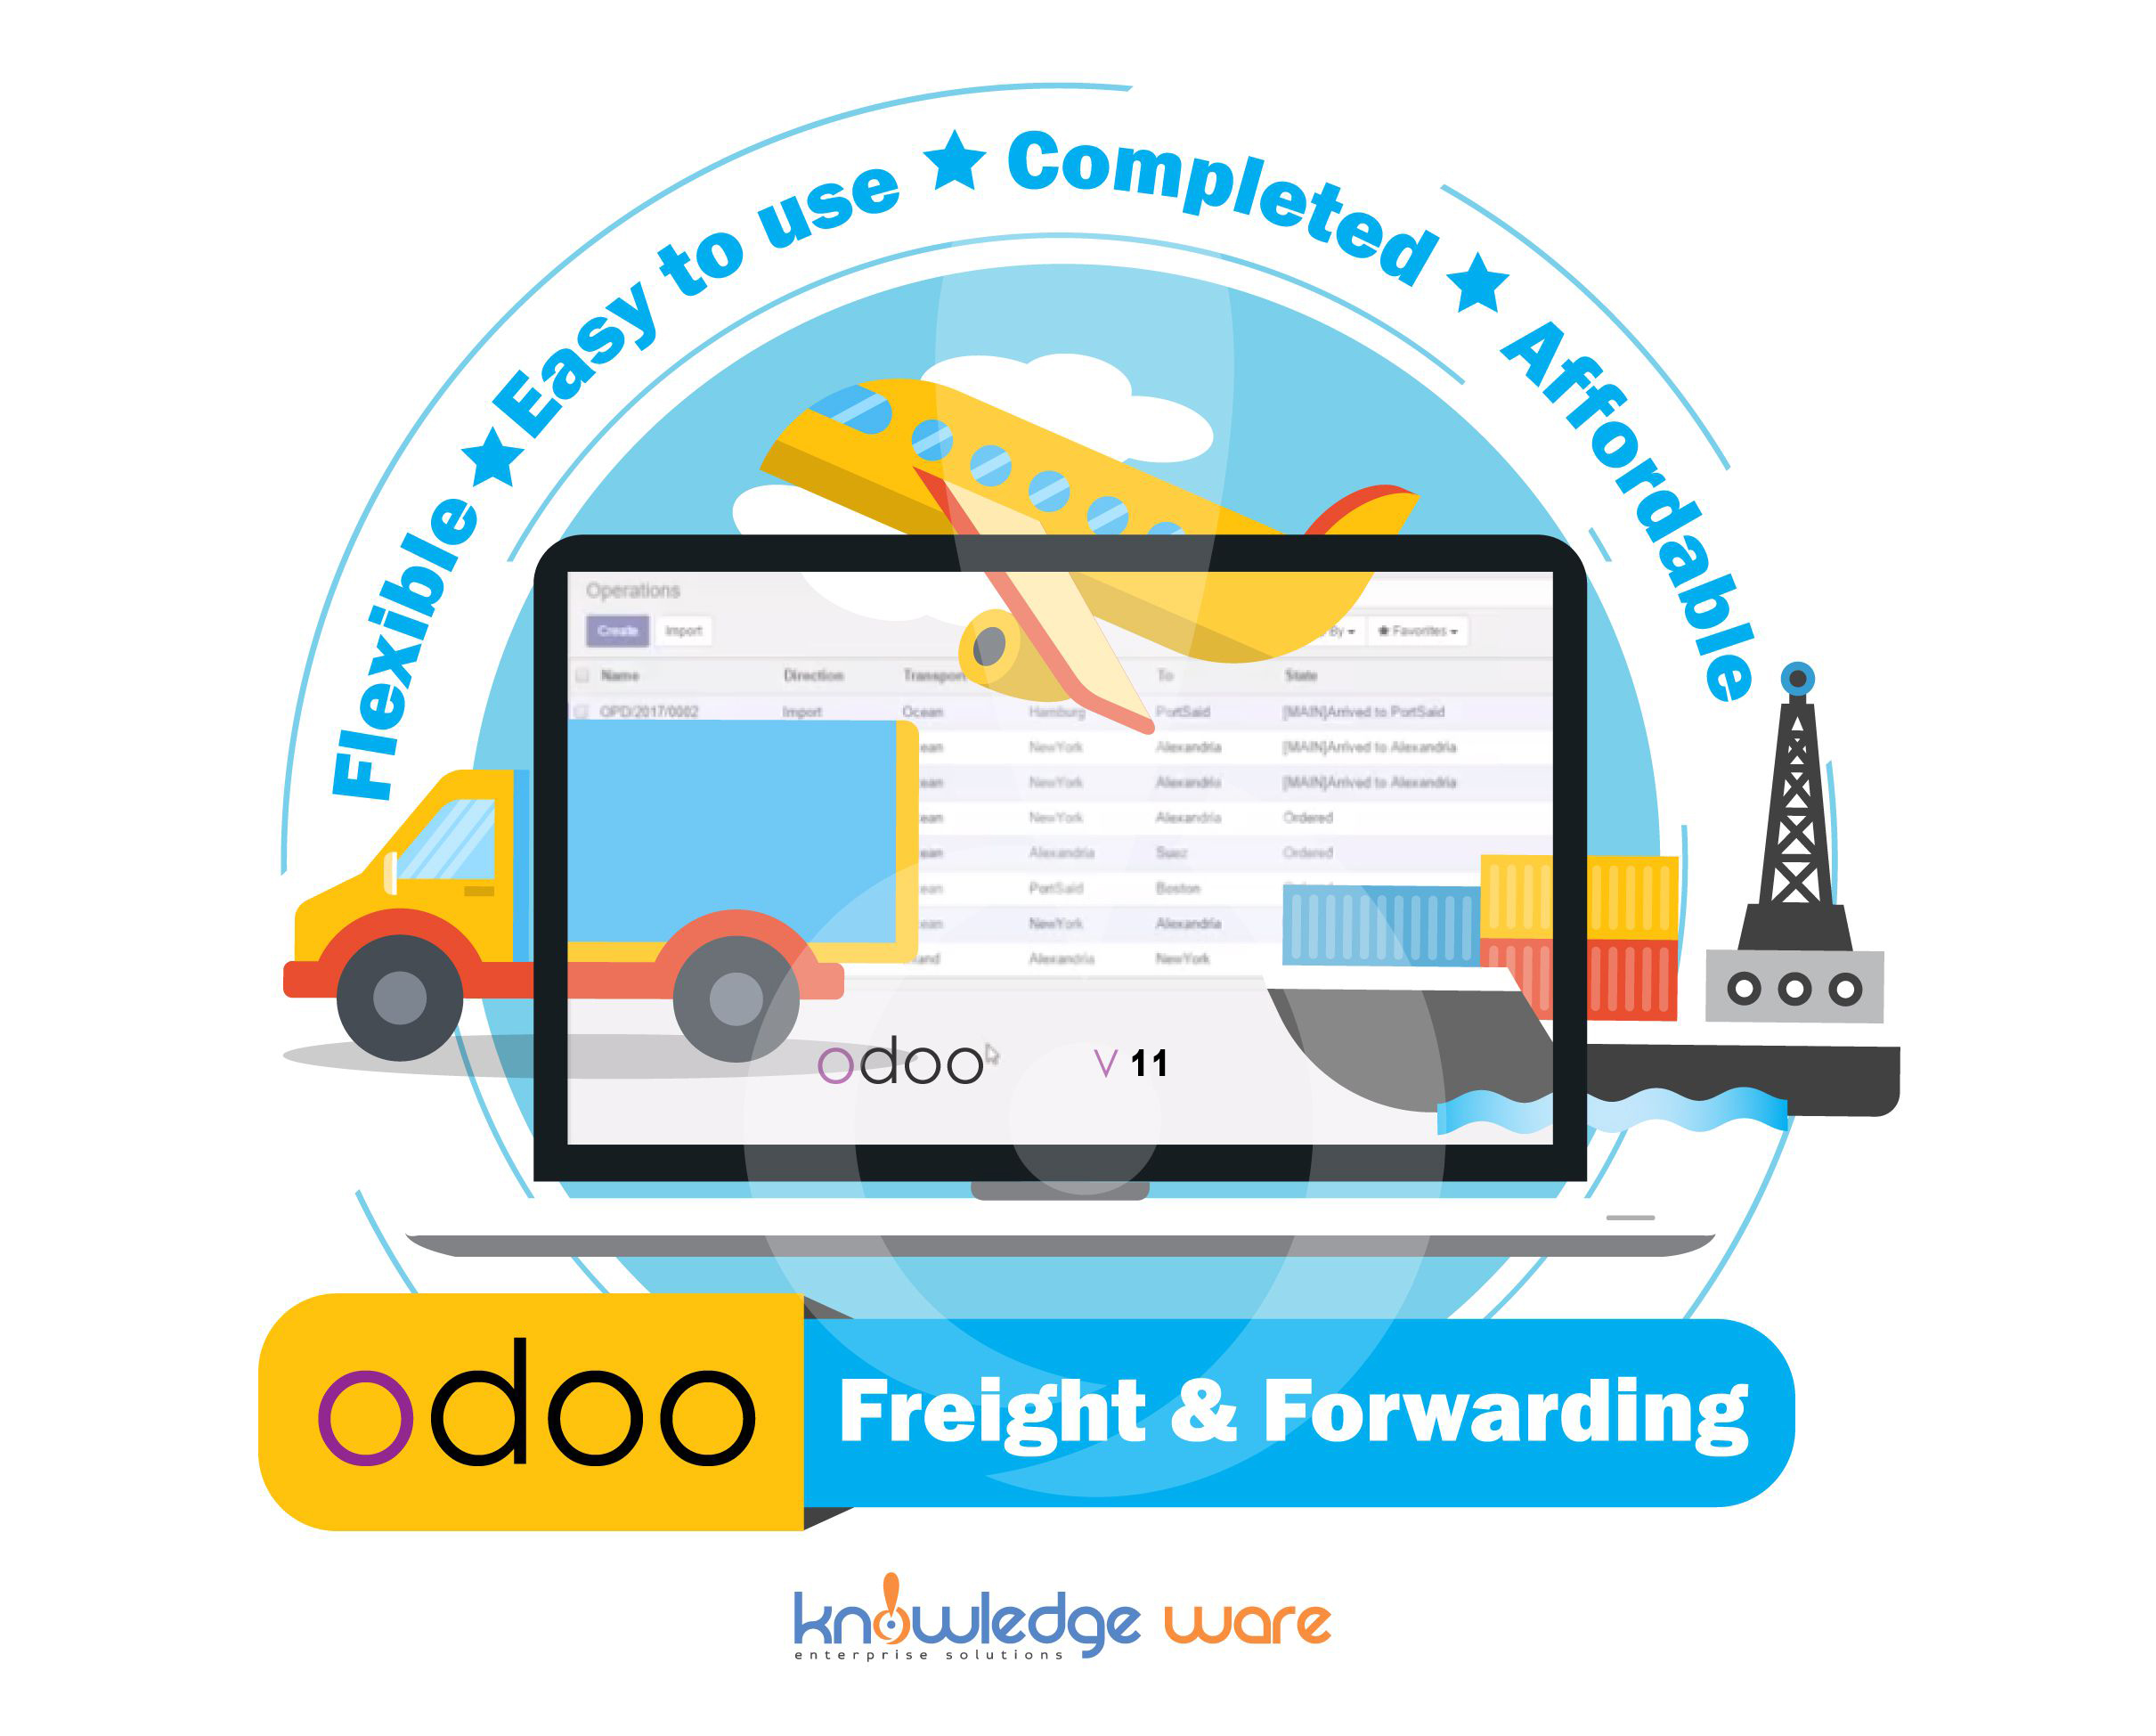 Flexible ★ Easy to use ★ Completed ★ Affordable
Operations
Create Import By Favorites
Name Direction To State
OPD/2017/0002 Import Ocean Hamburg PortSaid [MAIN]Arrived to PortSaid
NewYork Alexandria [MAIN]Arrived to Alexandria
NewYork Alexandria [MAIN]Arrived to Alexandria
NewYork Alexandria Ordered
Alexandria Suez Ordered
PortSaid Boston
NewYork Alexandria
Alexandria NewYork
odoo V 11
odoo Freight & Forwarding
knowledge ware
enterprise solutions